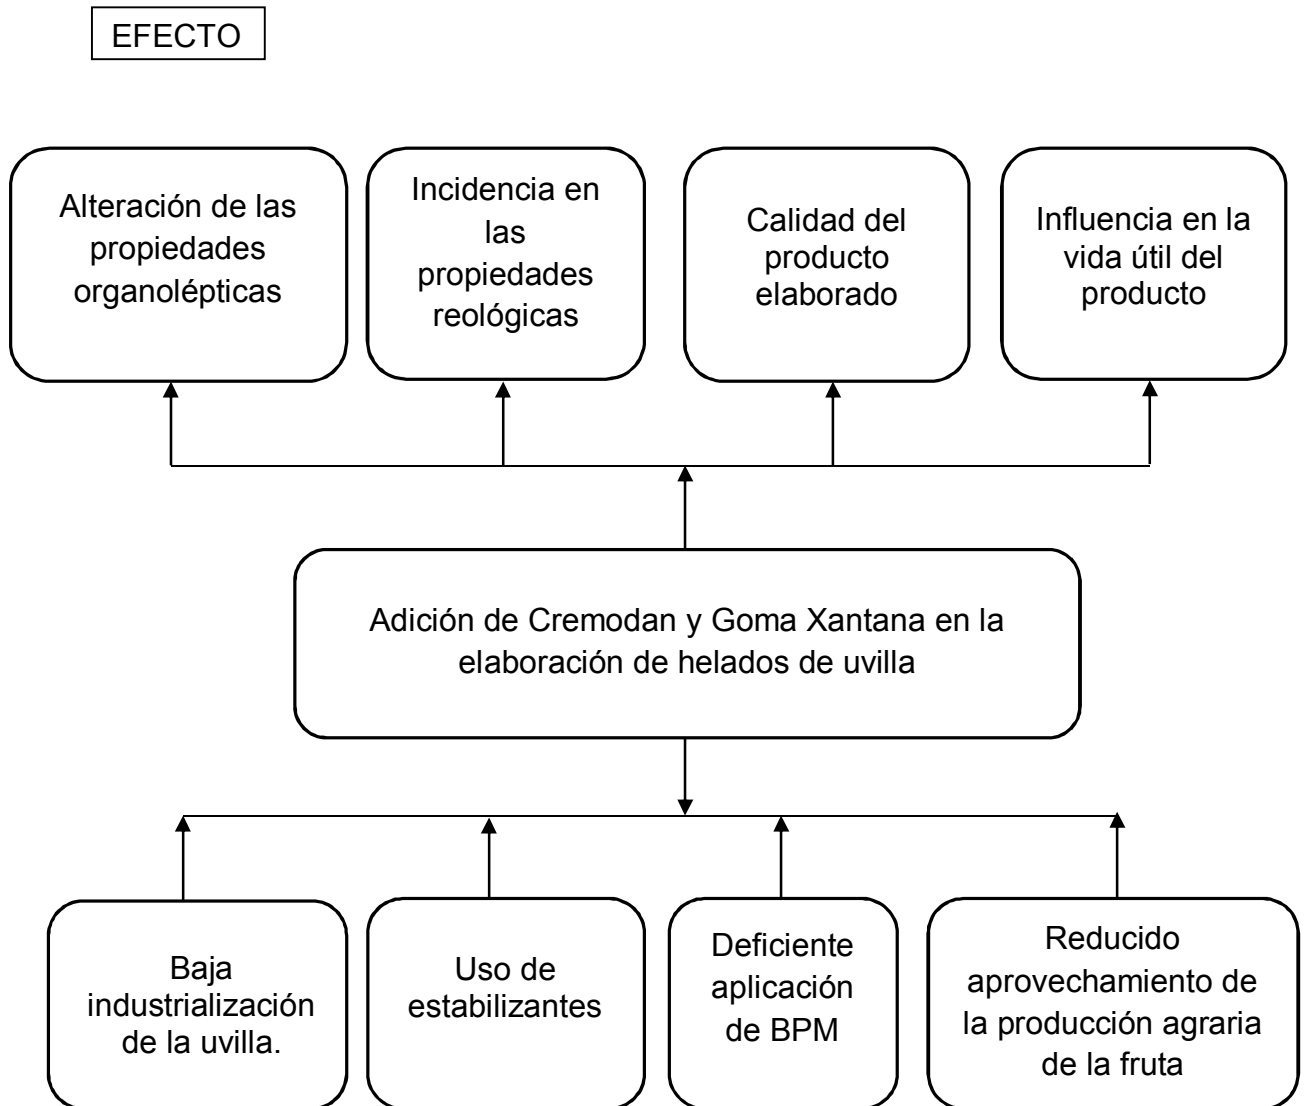 EFECTO
Alteración de las
propiedades
organolépticas
Incidencia en
las
propiedades
reológicas
Calidad del
producto
elaborado
Influencia en la
vida útil del
producto
Adición de Cremodan y Goma Xantana en la
elaboración de helados de uvilla
Baja
industrialización
de la uvilla.
Uso de
estabilizantes
Deficiente
aplicación
de BPM
Reducido
aprovechamiento de
la producción agraria
de la fruta